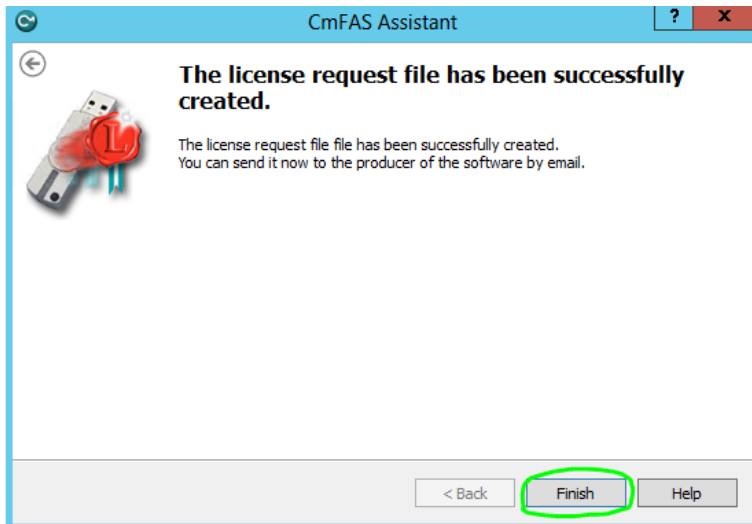 CmFAS Assistant
?
x
The license request file has been successfully
created.
The license request file file has been successfully created.
You can send it now to the producer of the software by email.
L
< Back
Finish
Help